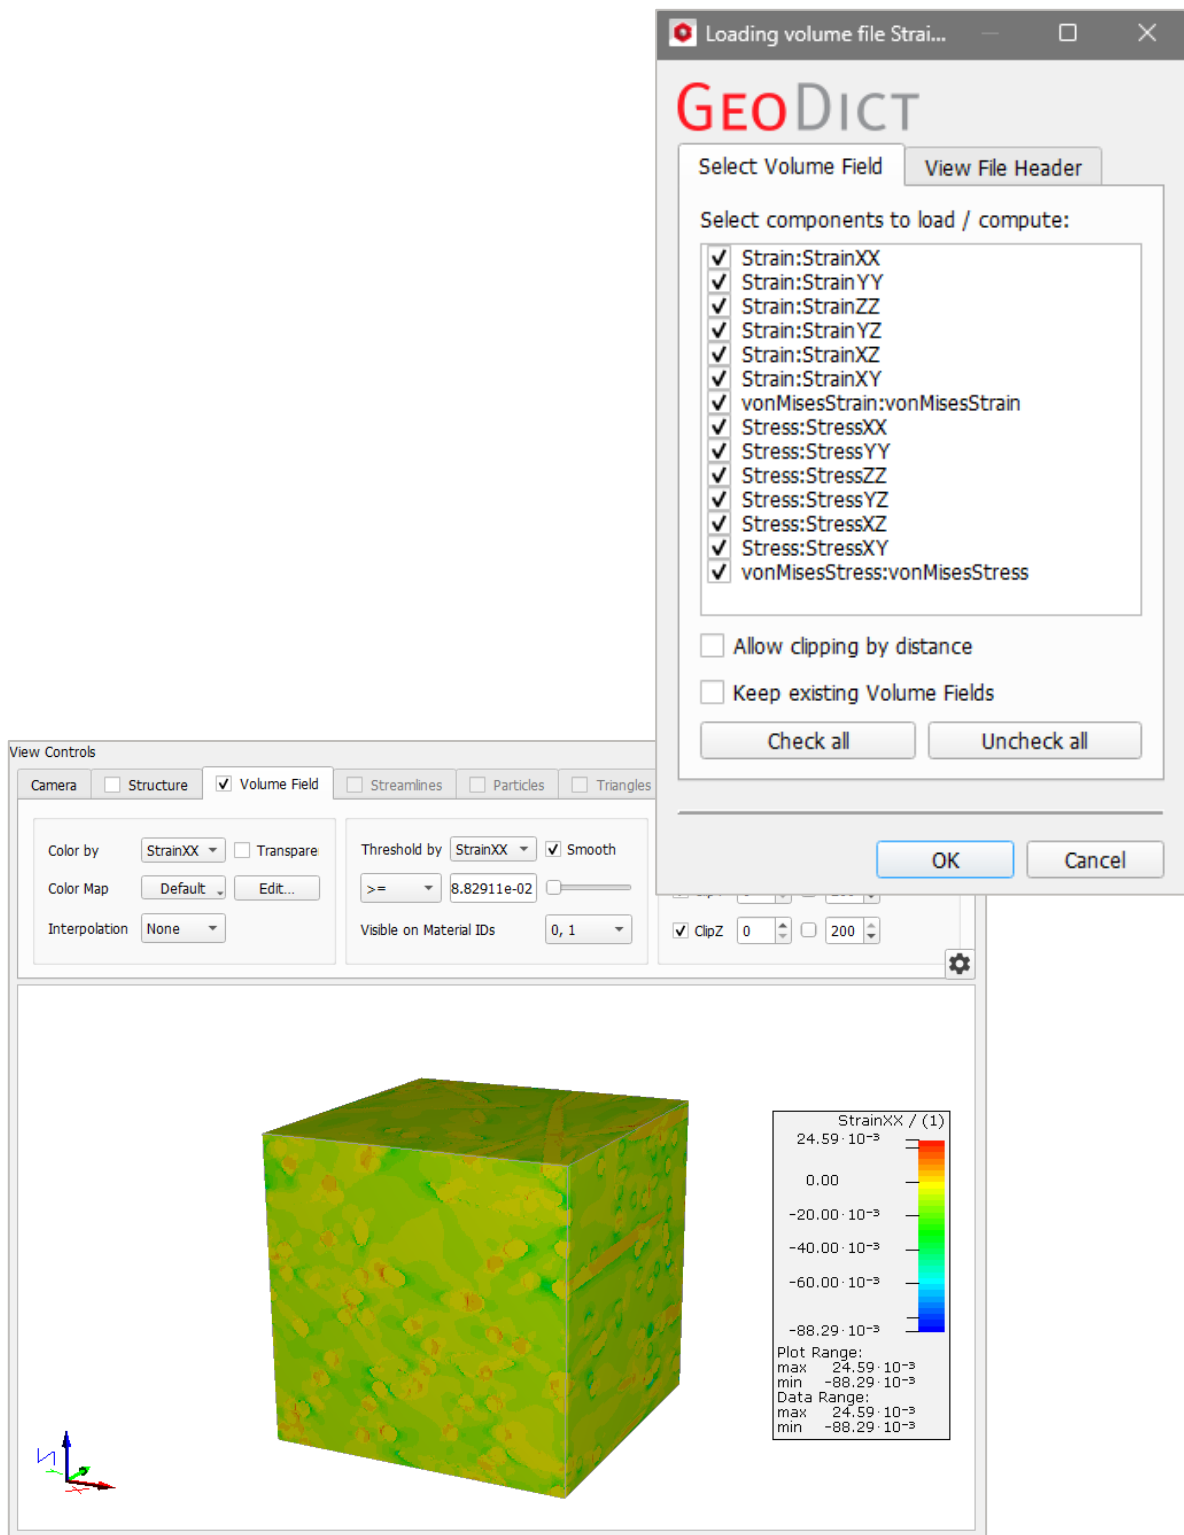 Loading volume file Strai...
GEODICT
Select Volume Field
View File Header
Select components to load / compute:
Strain:StrainXX
Strain:StrainYY
Strain:StrainZZ
Strain:StrainYZ
Strain:StrainXZ
Strain:StrainXY
vonMisesStrain:vonMisesStrain
Stress:StressXX
Stress:StressYY
Stress:StressZZ
Stress:StressYZ
Stress:StressXZ
Stress:StressXY
vonMisesStress:vonMisesStress
Allow clipping by distance
Keep existing Volume Fields
Check all
Uncheck all
OK
Cancel
View Controls
Camera
Structure
Volume Field
Streamlines
Particles
Triangles
Color by
StrainXX
Transpare
Threshold by
StrainXX
Smooth
Color Map
Default
Edit...
>=
8.82911e-02
Interpolation
None
Visible on Material IDs
0, 1
ClipZ
0
200
StrainXX / (1)
24.59·10⁻³
0.00
-20.00·10⁻³
-40.00·10⁻³
-60.00·10⁻³
-88.29·10⁻³
Plot Range:
max 24.59·10⁻³
min -88.29·10⁻³
Data Range:
max 24.59·10⁻³
min -88.29·10⁻³
Z
Y
X